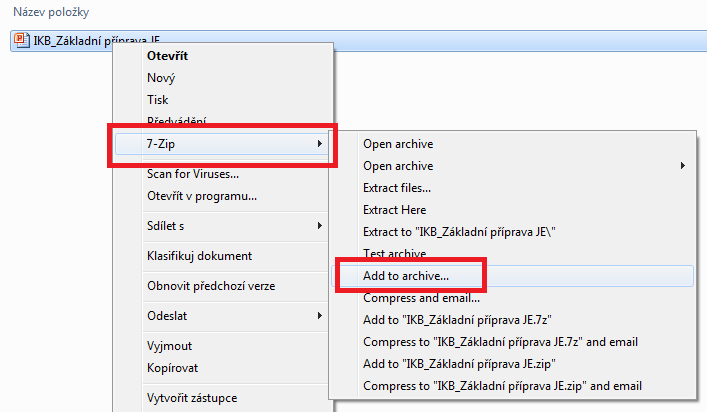 Název položky
IKB_Základní příprava JE
Otevřít
Nový
Tisk
Předvádění
7-Zip
Scan for Viruses...
Otevřít v programu...
Sdílet s
Klasifikuj dokument
Obnovit předchozí verze
Odeslat
Vyjmout
Kopírovat
Vytvořit zástupce
Open archive
Open archive
Extract files...
Extract Here
Extract to "IKB_Základní příprava JE\"
Test archive
Add to archive...
Compress and email...
Add to "IKB_Základní příprava JE.7z"
Compress to "IKB_Základní příprava JE.7z" and email
Add to "IKB_Základní příprava JE.zip"
Compress to "IKB_Základní příprava JE.zip" and email